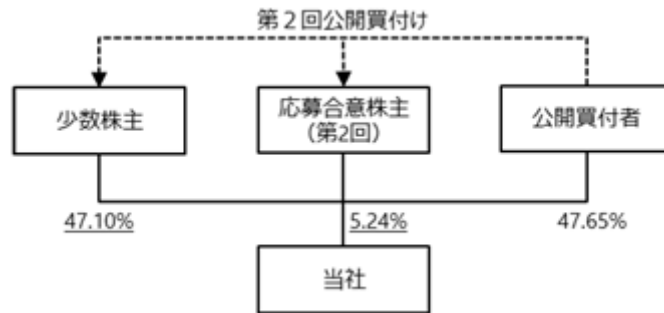 第2回公開買付け
少数株主
応募合意株主
(第2回)
公開買付者
47.10%
5.24%
47.65%
当社